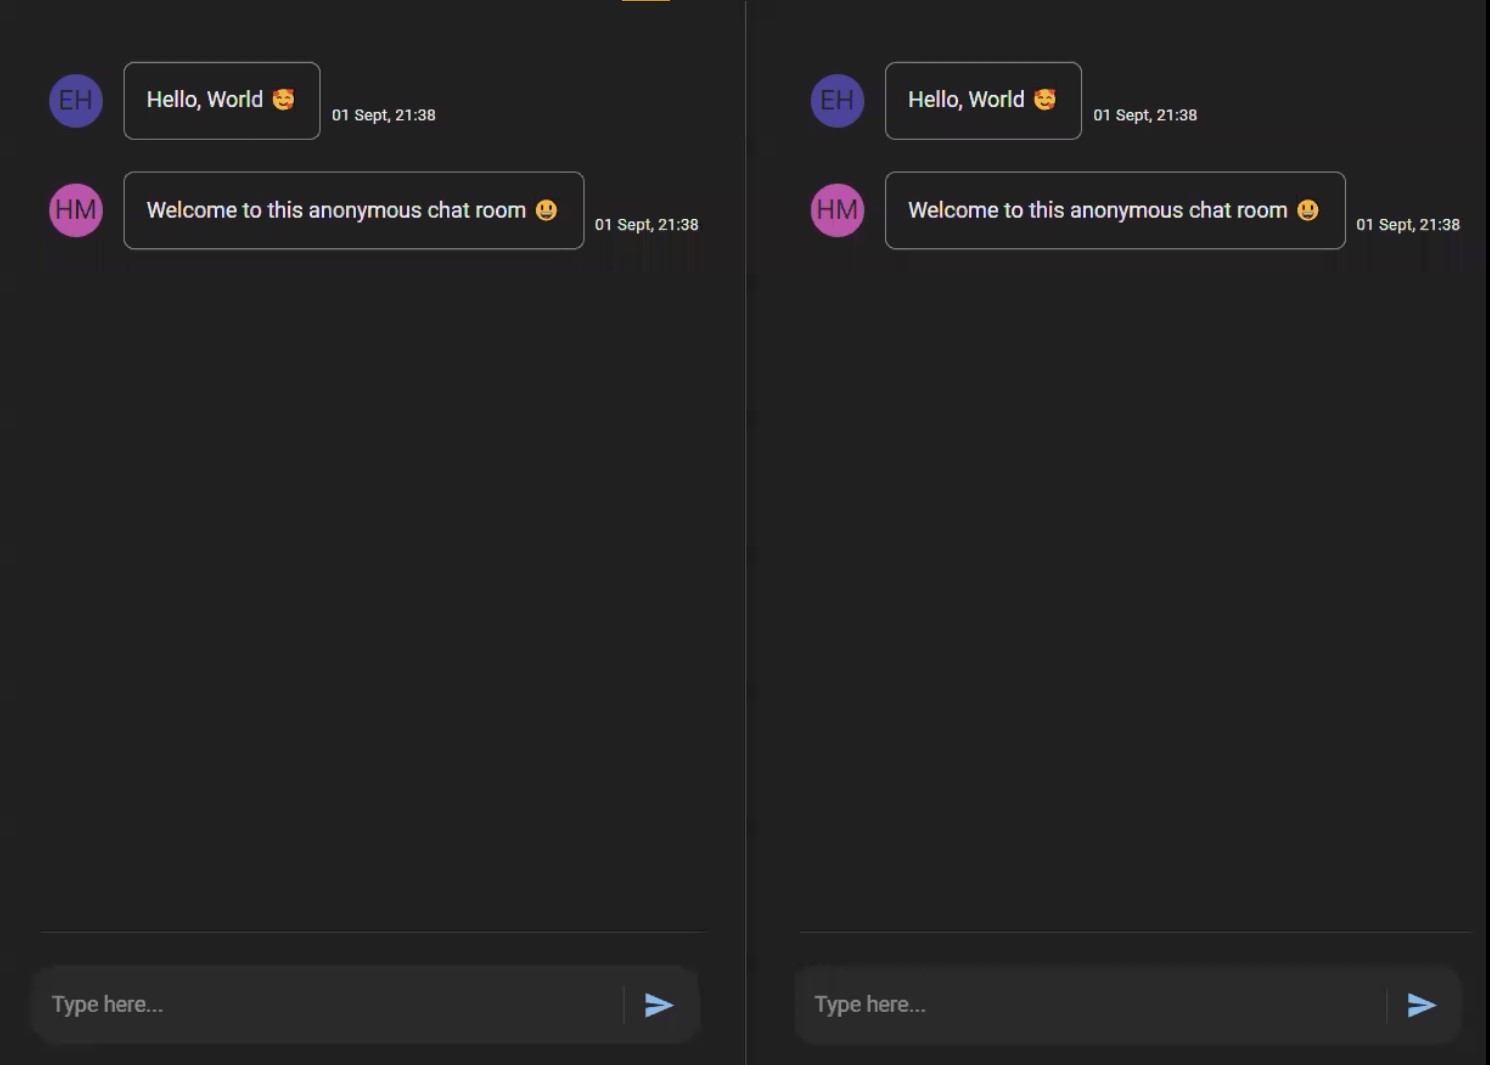 EH
Hello, World 🥰
01 Sept, 21:38
HM
Welcome to this anonymous chat room 😃
01 Sept, 21:38
Type here...
EH
Hello, World 🥰
01 Sept, 21:38
HM
Welcome to this anonymous chat room 😃
01 Sept, 21:38
Type here...